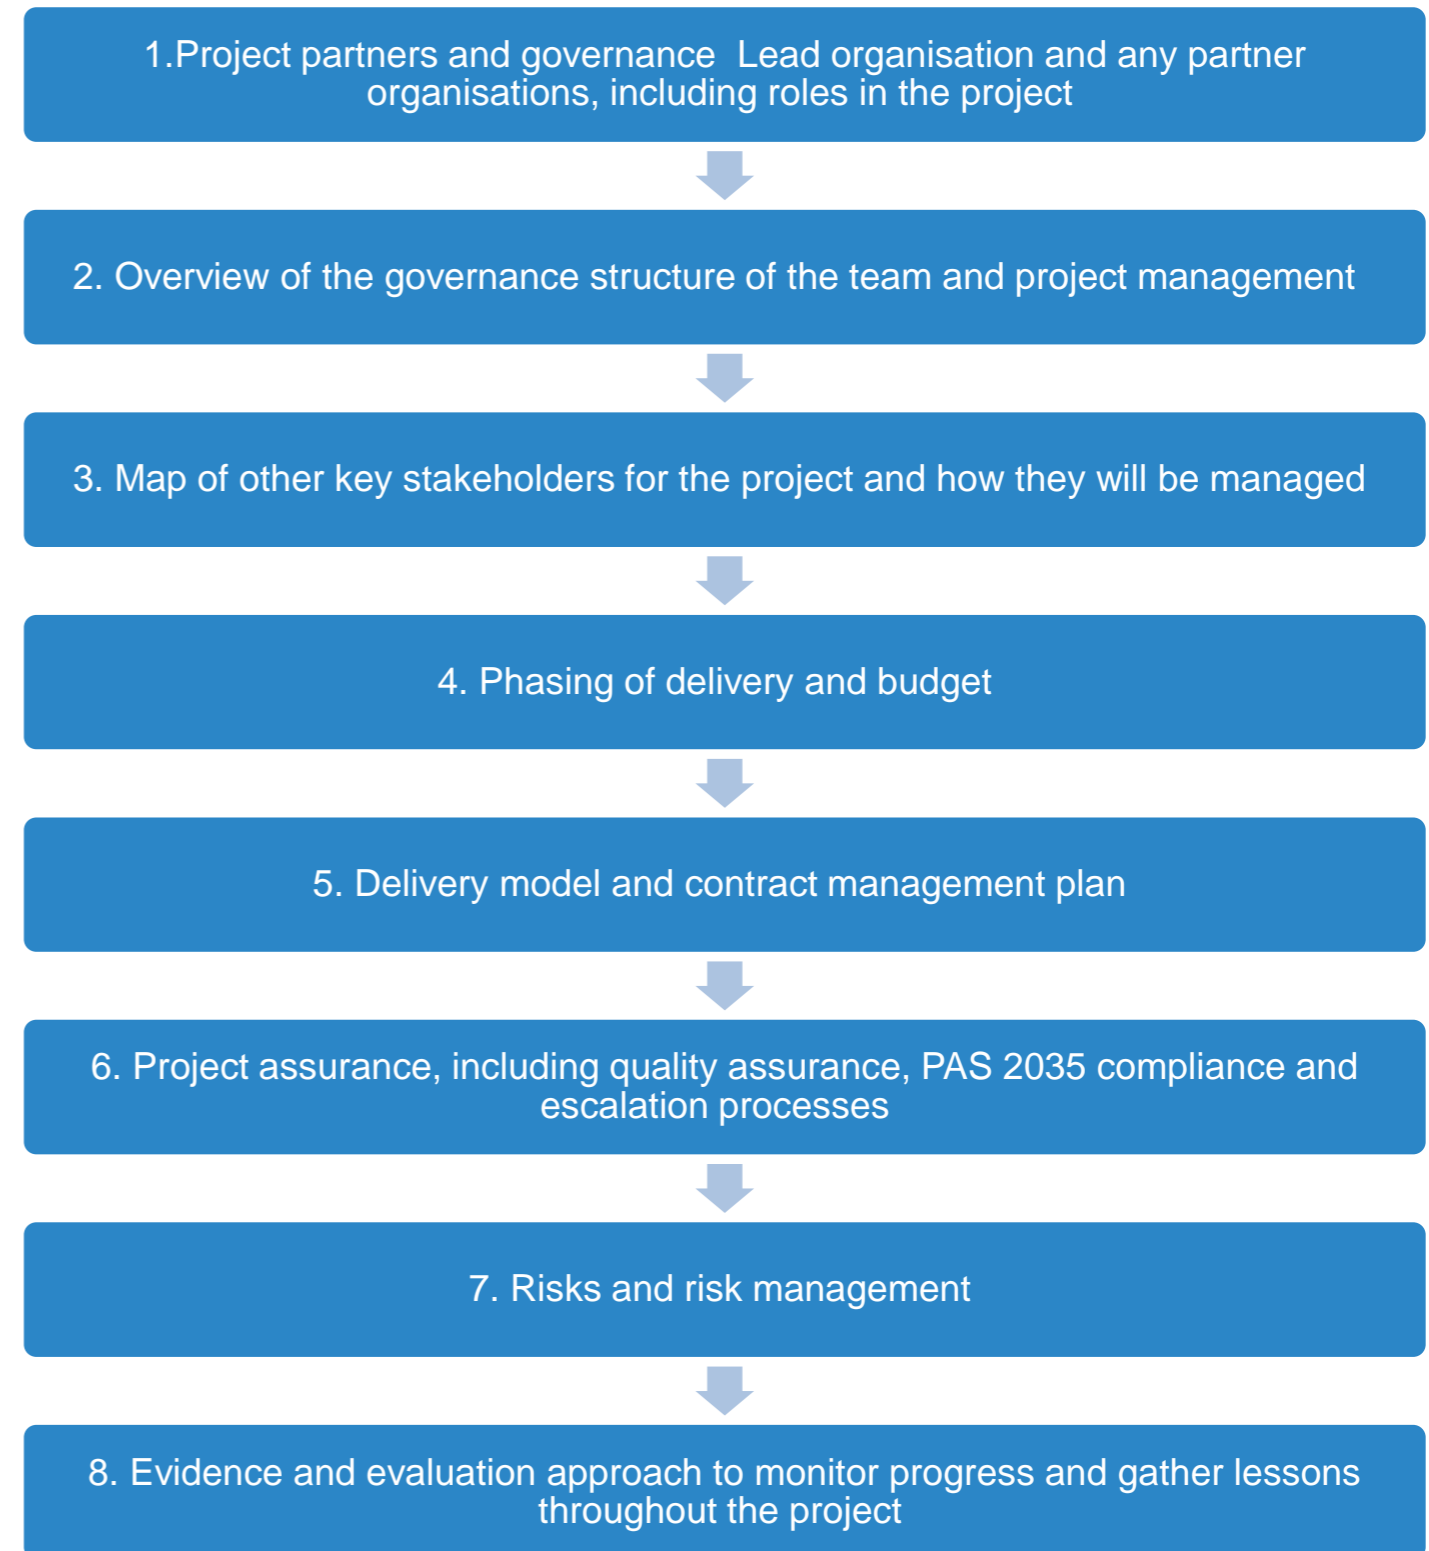 1.Project partners and governance  Lead organisation and any partner
organisations, including roles in the project
2. Overview of the governance structure of the team and project management
3. Map of other key stakeholders for the project and how they will be managed
4. Phasing of delivery and budget
5. Delivery model and contract management plan
6. Project assurance, including quality assurance, PAS 2035 compliance and
escalation processes
7. Risks and risk management
8. Evidence and evaluation approach to monitor progress and gather lessons
throughout the project